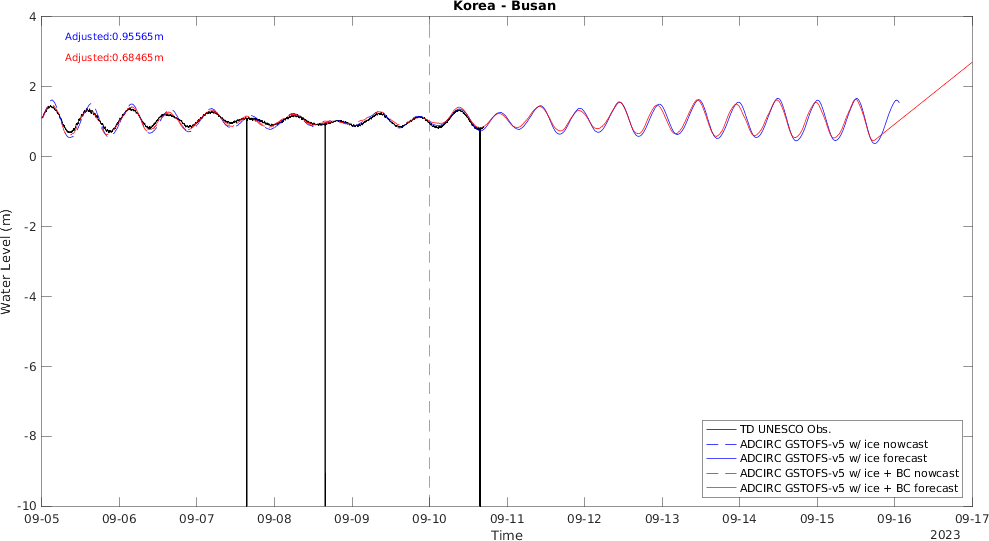 Korea - Busan
Adjusted:0.95565m
Adjusted:0.68465m
4
2
0
-2
-4
-6
-8
-10
Water Level (m)
TD UNESCO Obs.
ADCIRC GSTOFS-v5 w/ ice nowcast
ADCIRC GSTOFS-v5 w/ ice forecast
ADCIRC GSTOFS-v5 w/ ice + BC nowcast
ADCIRC GSTOFS-v5 w/ ice + BC forecast
09-05 09-06 09-07 09-08 09-09 09-10 09-11 09-12 09-13 09-14 09-15 09-16 09-17
Time
2023